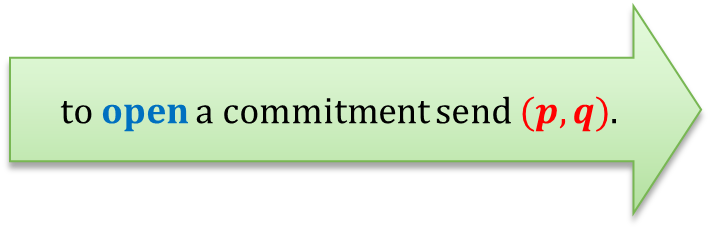 to open a commitment send (p, q).